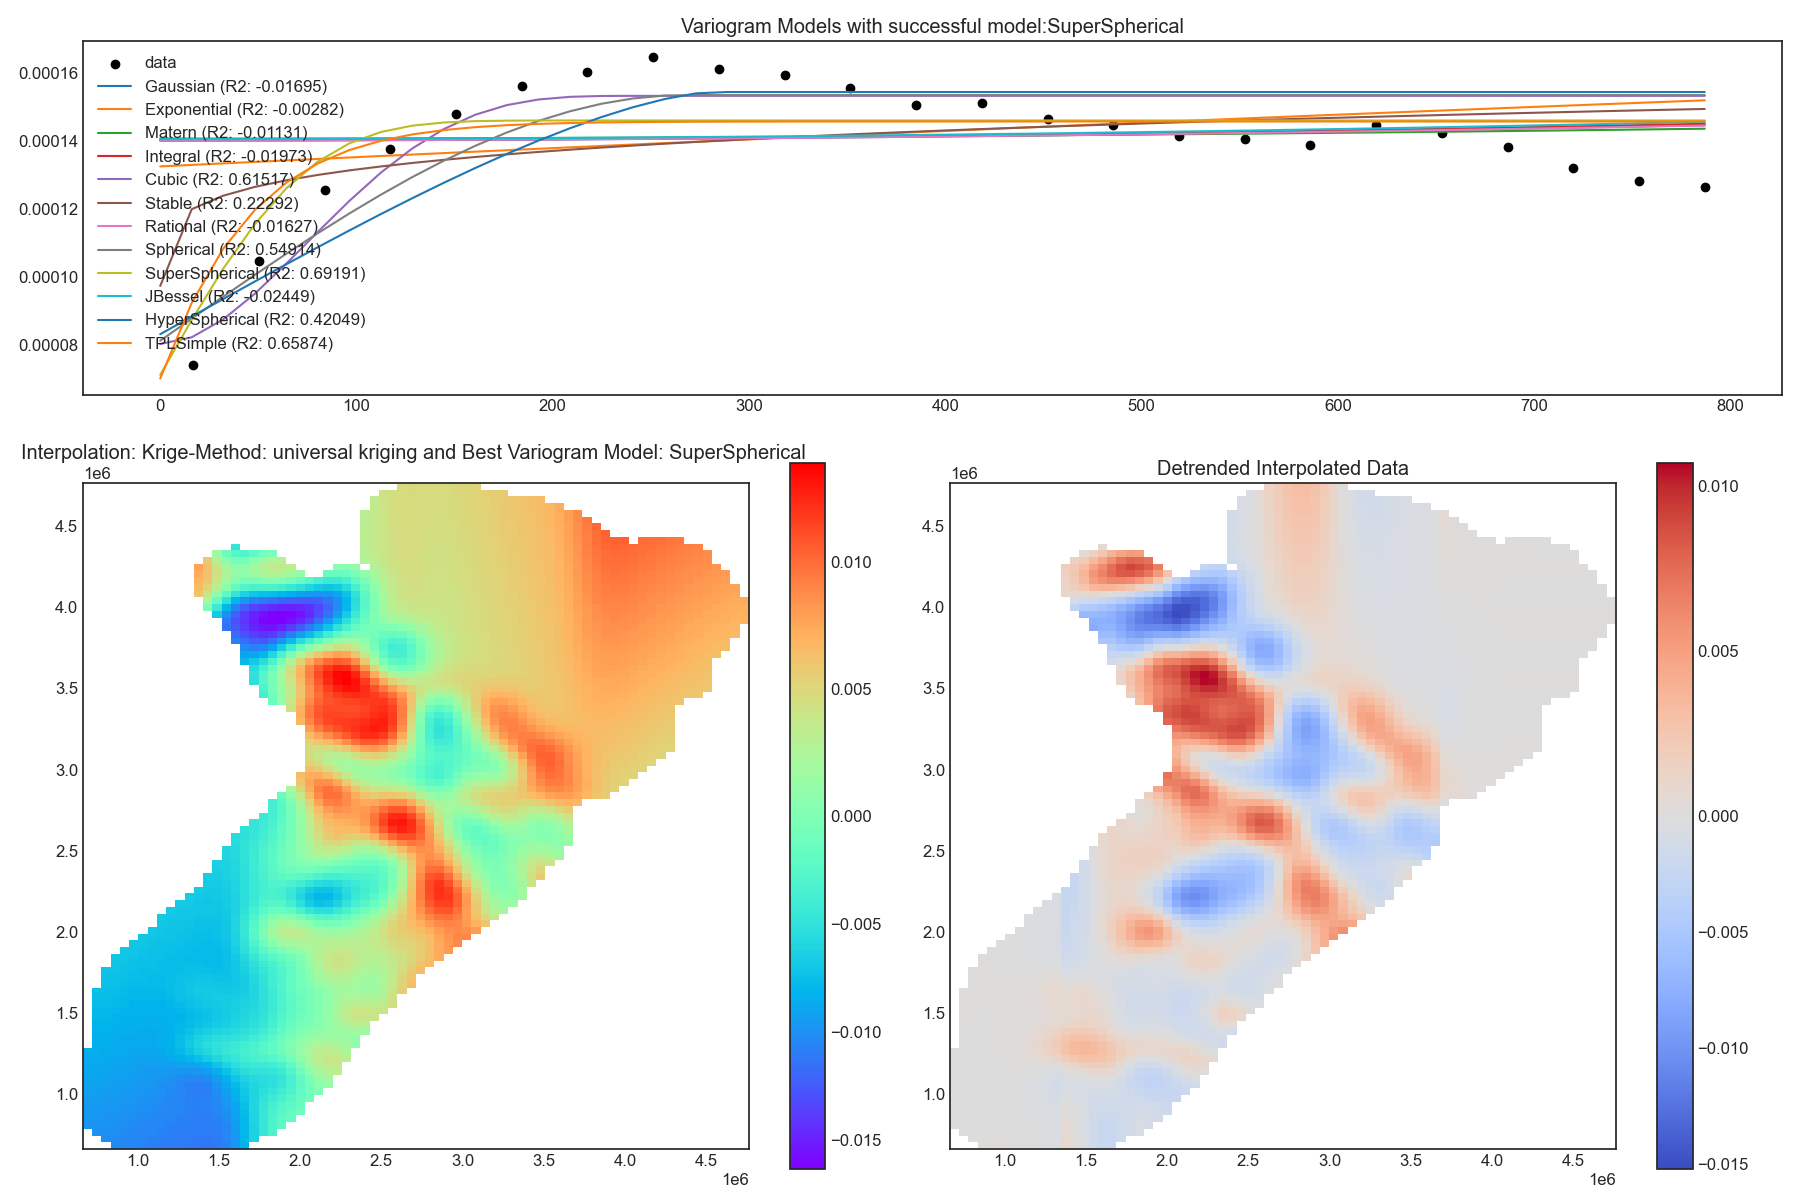 Variogram Models with successful model:SuperSpherical
0.00016
0.00014
0.00012
0.00010
0.00008
data
Gaussian (R2: -0.01695)
Exponential (R2: -0.00282)
Matern (R2: -0.01131)
Integral (R2: -0.01973)
Cubic (R2: 0.61517)
Stable (R2: 0.22292)
Rational (R2: -0.01627)
Spherical (R2: 0.54914)
SuperSpherical (R2: 0.69191)
JBessel (R2: -0.02449)
HyperSpherical (R2: 0.42049)
TPLSimple (R2: 0.65874)
0 100 200 300 400 500 600 700 800
Interpolation: Krige-Method: universal kriging and Best Variogram Model: SuperSpherical
1e6
4.5
4.0
3.5
3.0
2.5
2.0
1.5
1.0
1.0 1.5 2.0 2.5 3.0 3.5 4.0 4.5
1e6
0.010
0.005
0.000
−0.005
−0.010
−0.015
Detrended Interpolated Data
1e6
4.5
4.0
3.5
3.0
2.5
2.0
1.5
1.0
1.0 1.5 2.0 2.5 3.0 3.5 4.0 4.5
1e6
0.010
0.005
0.000
−0.005
−0.010
−0.015